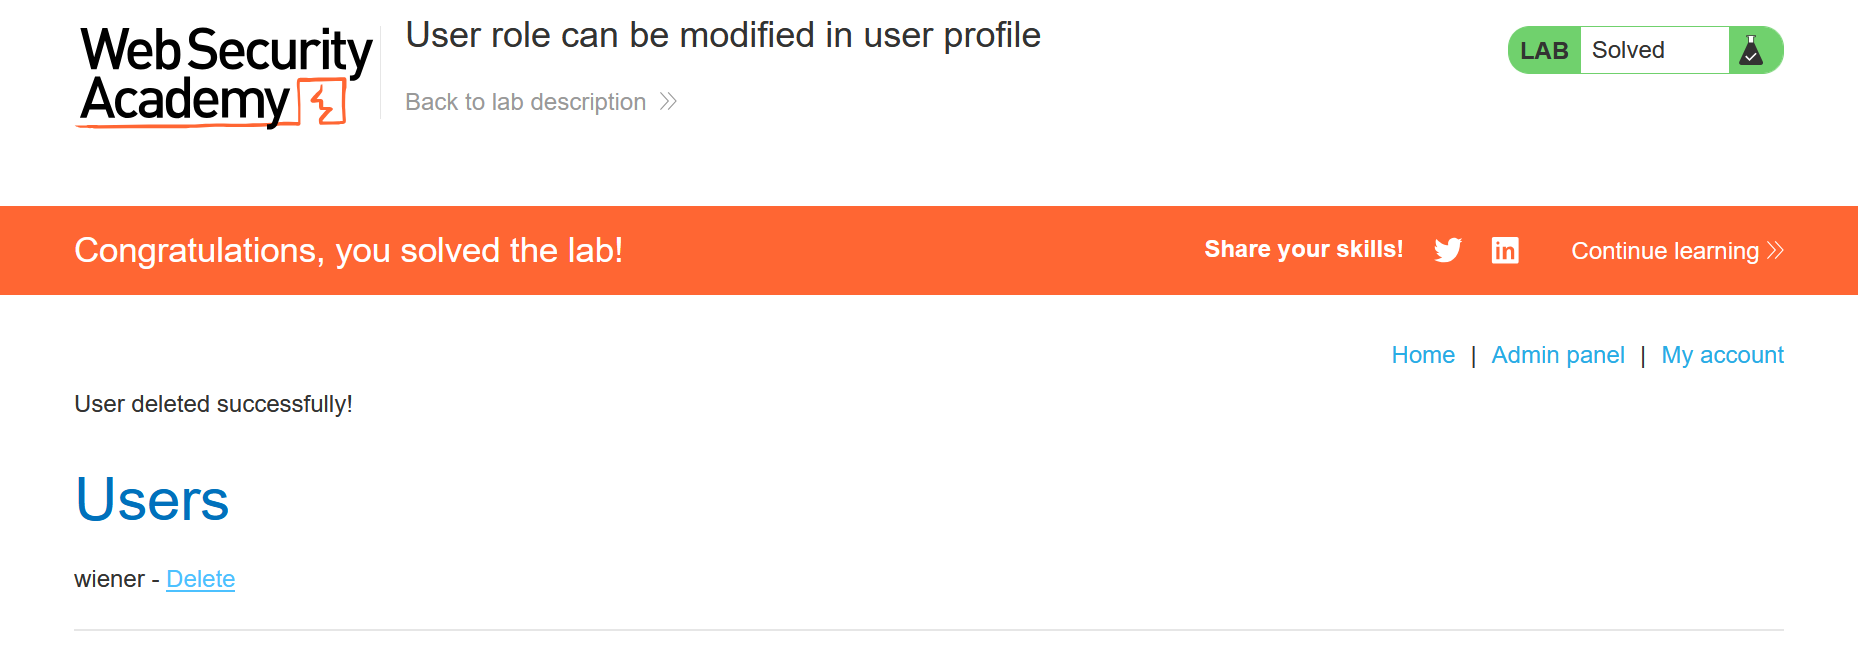 Web Security
Academy
User role can be modified in user profile
Back to lab description
LAB Solved
Congratulations, you solved the lab!
Share your skills!
in
Continue learning
Home | Admin panel | My account
User deleted successfully!
Users
wiener - Delete